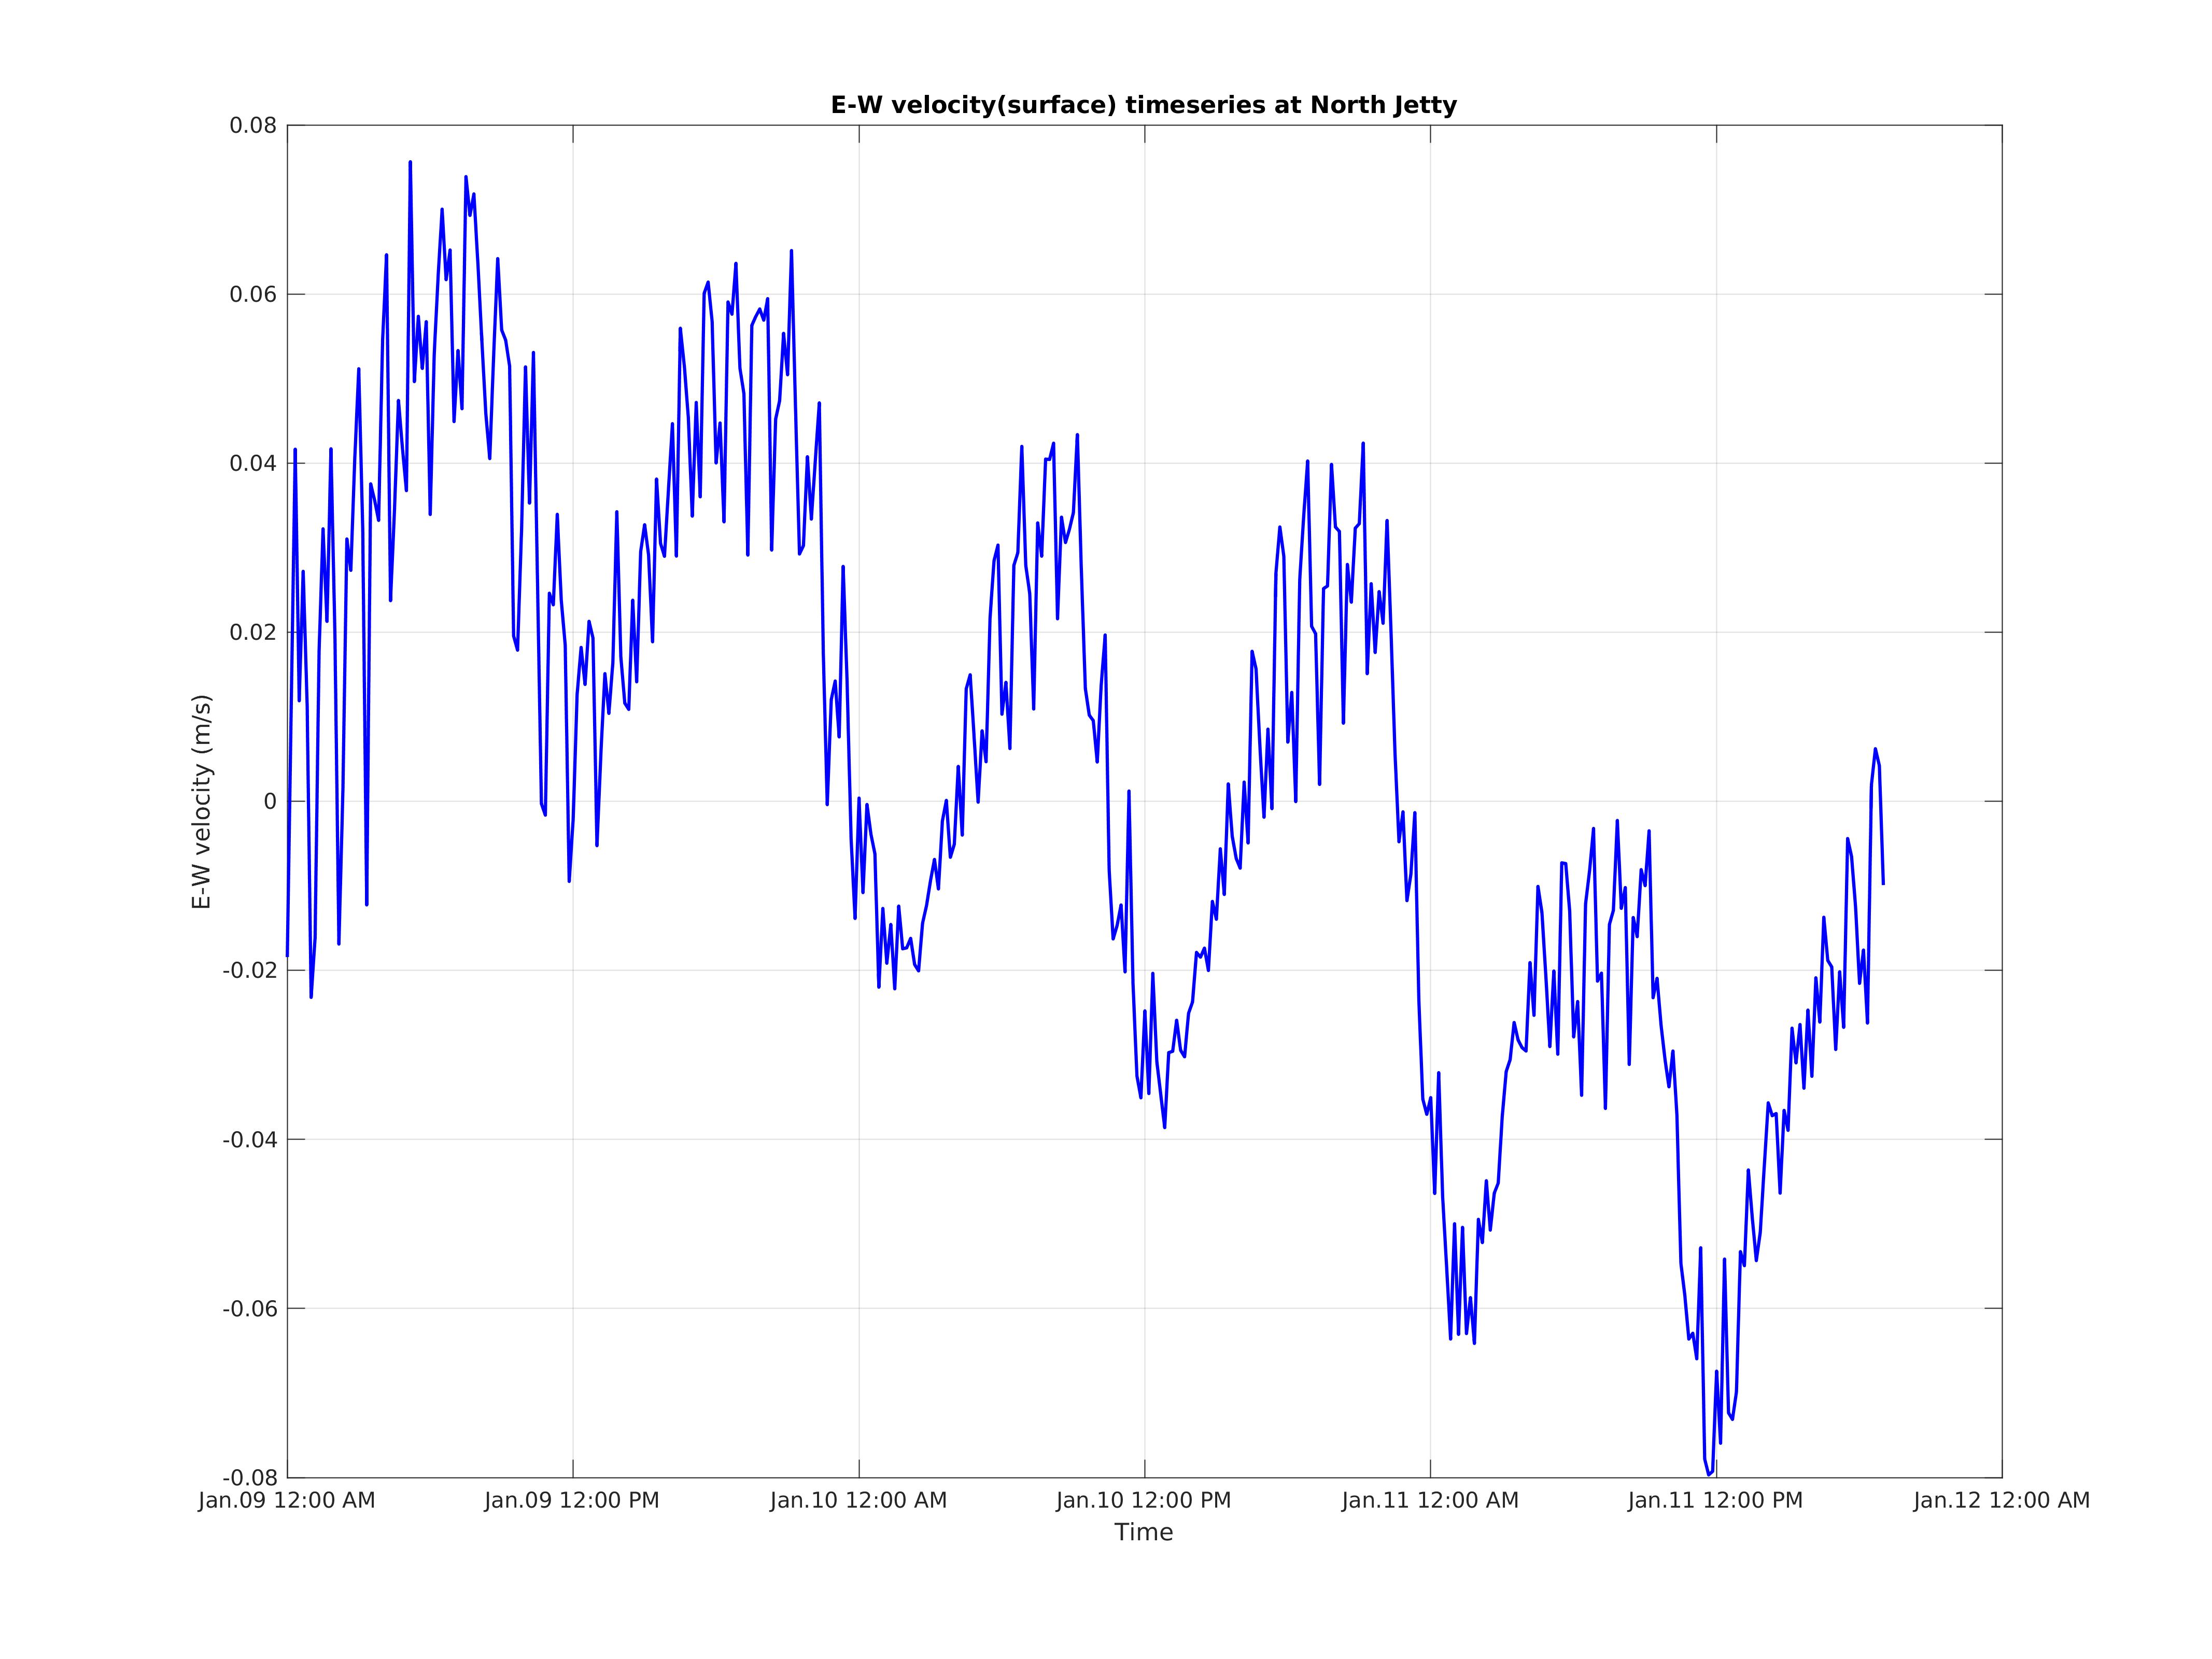 E-W velocity(surface) timeseries at North Jetty
0.08
0.06
0.04
0.02
0
-0.02
-0.04
-0.06
-0.08
E-W velocity (m/s)
Jan.09 12:00 AM Jan.09 12:00 PM Jan.10 12:00 AM Jan.10 12:00 PM Jan.11 12:00 AM Jan.11 12:00 PM Jan.12 12:00 AM
Time